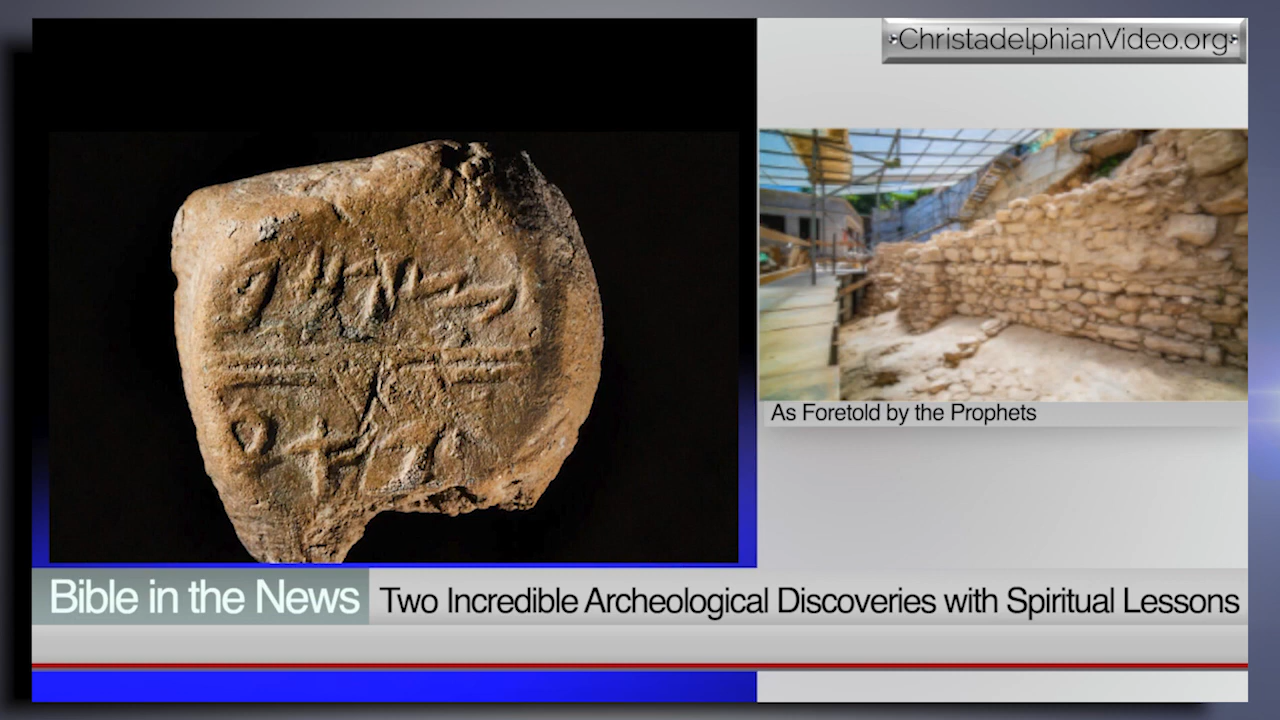 ChristadelphianVideo.org
As Foretold by the Prophets
Bible in the News
Two Incredible Archeological Discoveries with Spiritual Lessons